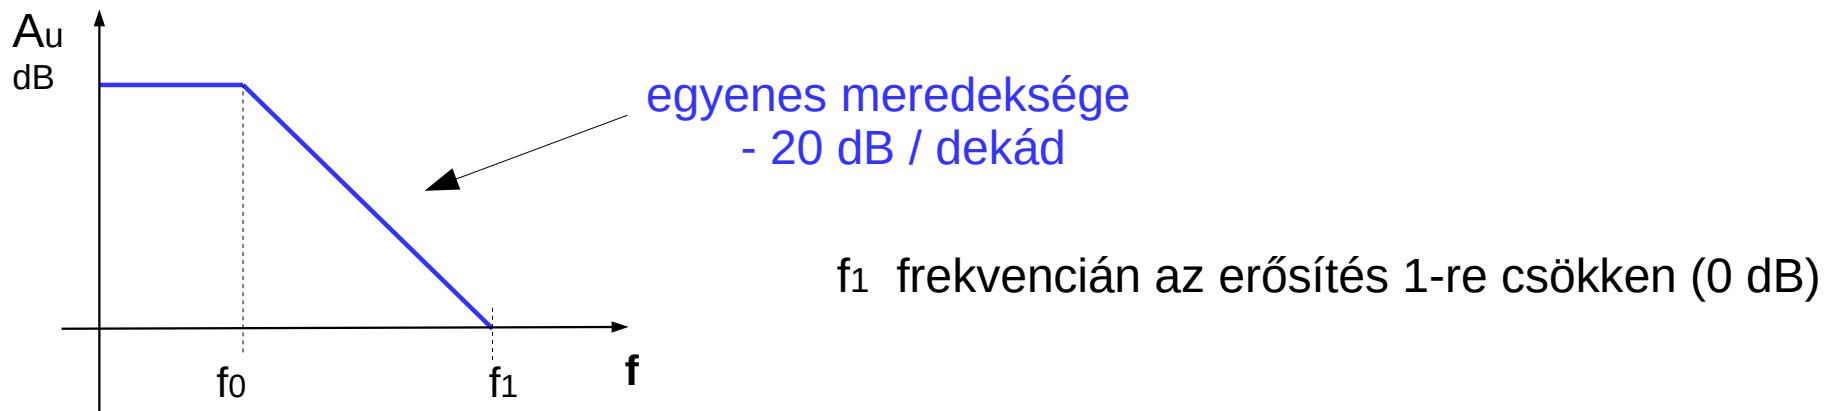 Au
dB
egyenes meredeksége
- 20 dB / dekád
f1 frekvencián az erősítés 1-re csökken (0 dB)
f0
f1
f